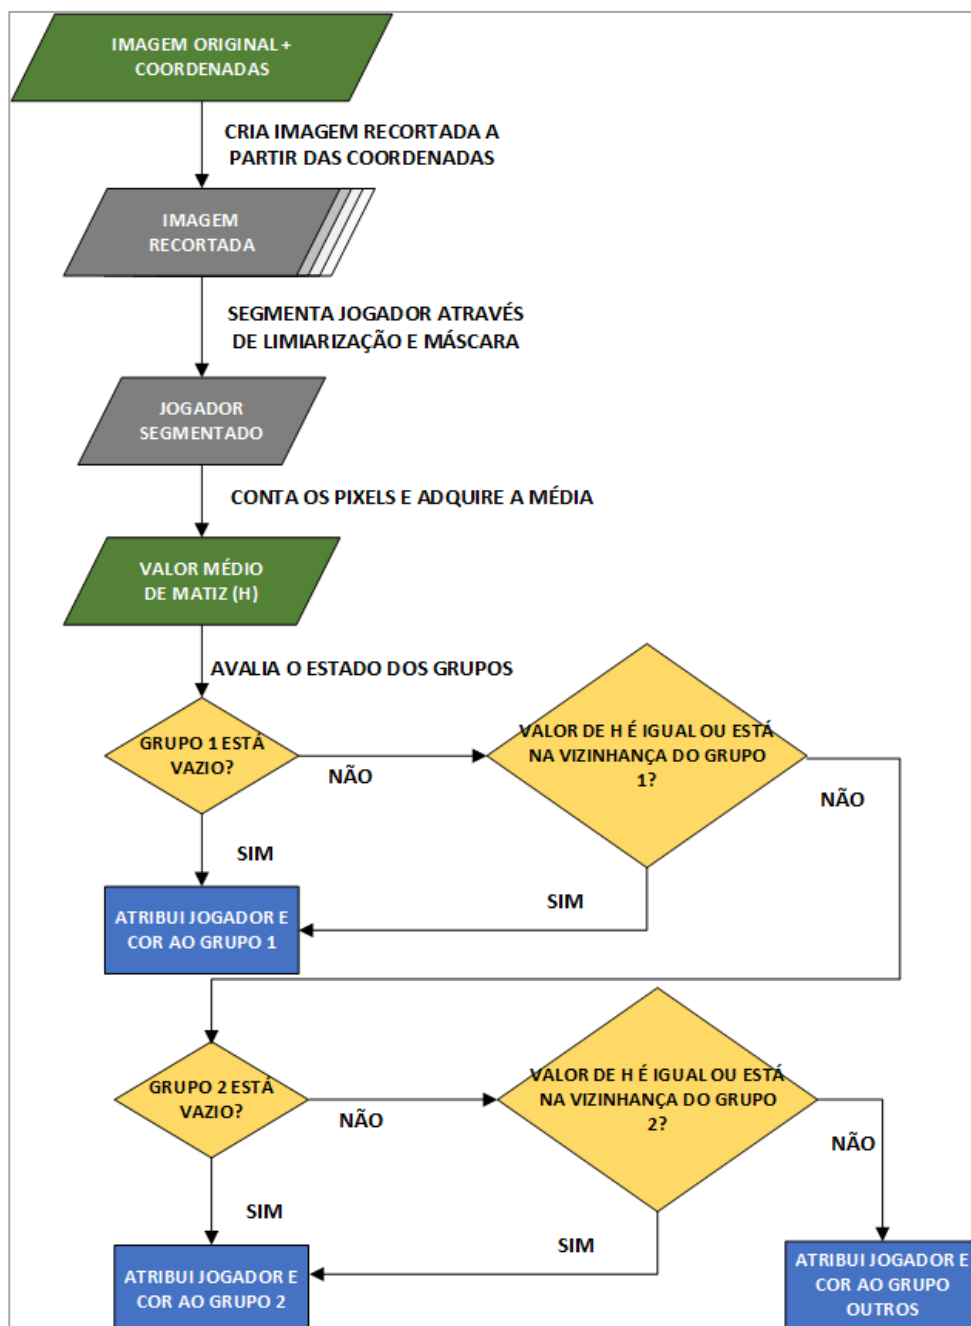 IMAGEM ORIGINAL +
COORDENADAS
CRIA IMAGEM RECORTADA A
PARTIR DAS COORDENADAS
IMAGEM
RECORTADA
SEGMENTA JOGADOR ATRAVÉS
DE LIMIARIZAÇÃO E MÁSCARA
JOGADOR
SEGMENTADO
CONTA OS PIXELS E ADQUIRE A MÉDIA
VALOR MÉDIO
DE MATIZ (H)
AVALIA O ESTADO DOS GRUPOS
GRUPO 1 ESTÁ
VAZIO?
NÃO
VALOR DE H É IGUAL OU ESTÁ
NA VIZINHANÇA DO GRUPO
1?
NÃO
SIM
SIM
ATRIBUI JOGADOR E
COR AO GRUPO 1
GRUPO 2 ESTÁ
VAZIO?
NÃO
VALOR DE H É IGUAL OU ESTÁ
NA VIZINHANÇA DO GRUPO
2?
NÃO
SIM
SIM
ATRIBUI JOGADOR E
COR AO GRUPO 2
ATRIBUI JOGADOR E
COR AO GRUPO
OUTROS